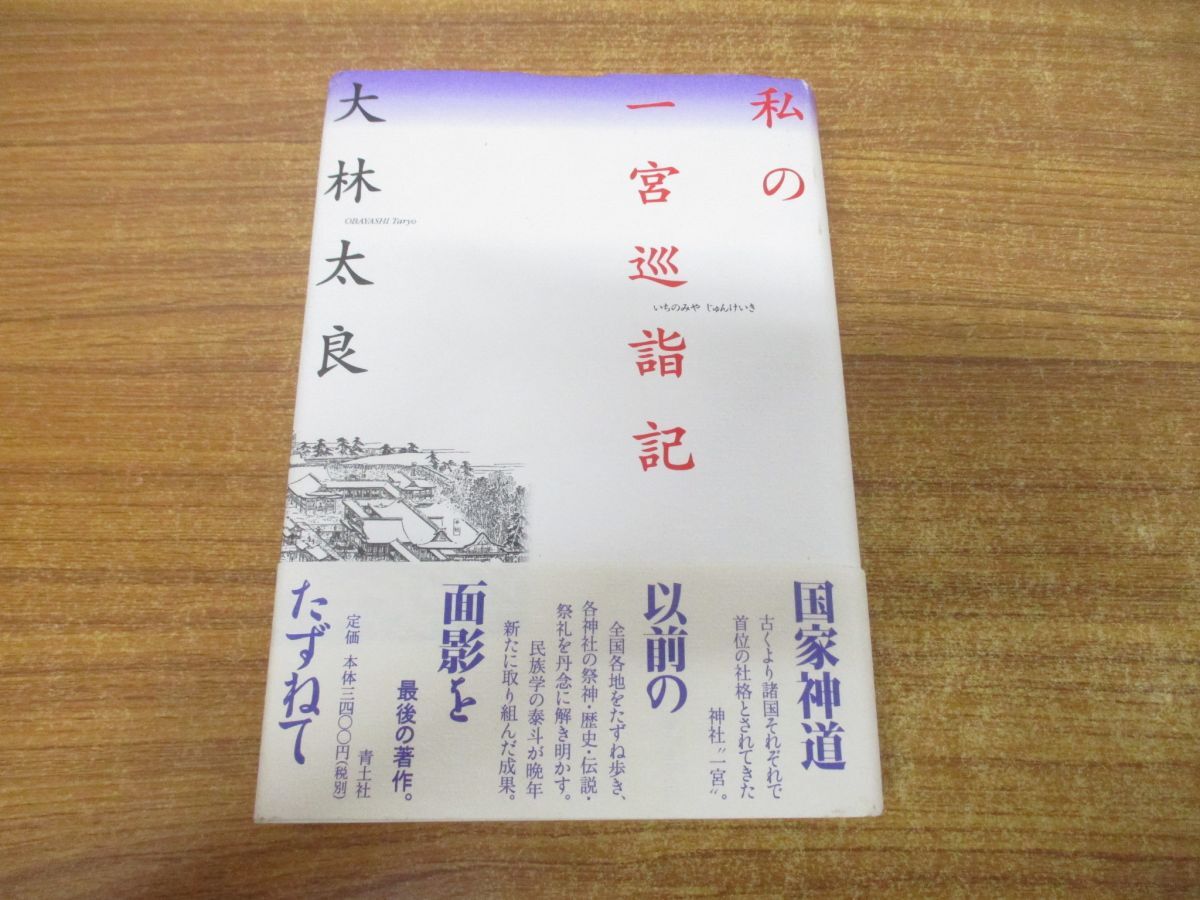 私の
一宮巡詣記
いちのみや じゅんけいき
大林太良
OBAYASHI Taryo
国家神道
古くより諸国それぞれで
首位の社格とされてきた
神社〝一宮〟。
以前の
全国各地をたずね歩き、
各神社の祭神・歴史・伝説・
祭礼を丹念に解き明かす。
民族学の泰斗が晩年
新たに取り組んだ成果。
面影を
最後の著作。
青土社
定価 本体三四〇〇円(税別)
たずねて